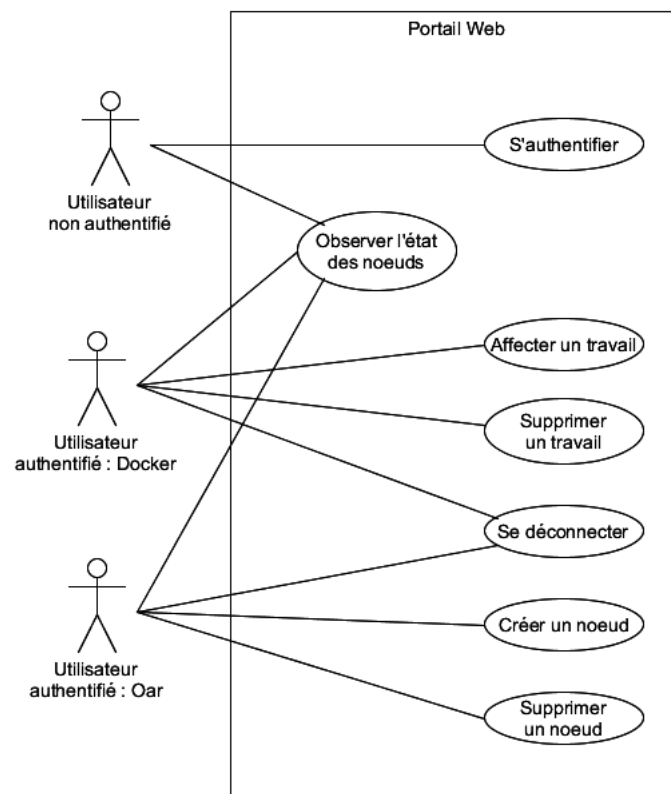 Portail Web
S'authentifier
Utilisateur
non authentifié
Observer l'état
des noeuds
Affecter un travail
Utilisateur
authentifié : Docker
Supprimer
un travail
Se déconnecter
Créer un noeud
Utilisateur
authentifié : Oar
Supprimer
un noeud